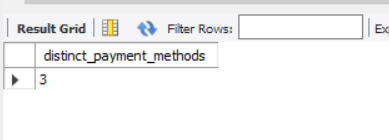 Result Grid Filter Rows: Ex
distinct_payment_methods
3